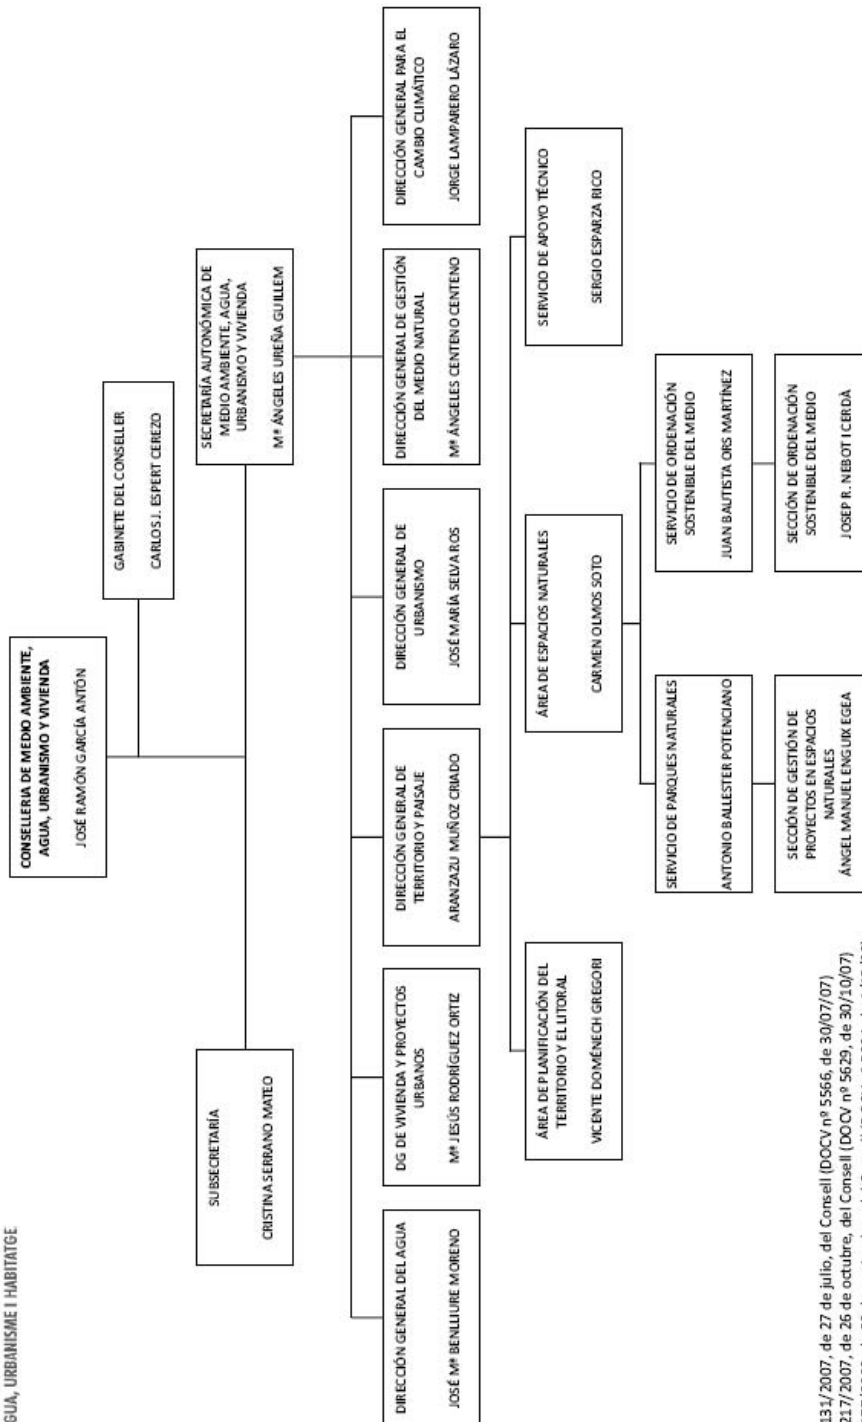 GUA, URBANISME I HABITATGE
CONSELLERIA DE MEDIO AMBIENTE,
AGUA, URBANISMO Y VIVIENDA
JOSÉ RAMÓN GARCÍA ANTÓN
GABINETE DEL CONSELLER
CARLOS J. ESPERT CEREZO
SUBSECRETARÍA
CRISTINA SERRANO MATEO
SECRETARÍA AUTONÓMICA DE
MEDIO AMBIENTE, AGUA,
URBANISMO Y VIVIENDA
Mª ÁNGELES UREÑA GUILLEM
DIRECCIÓN GENERAL DEL AGUA
JOSÉ Mª BENLLIURE MORENO
DG DE VIVIENDA Y PROYECTOS
URBANOS
Mª JESÚS RODRÍGUEZ ORTIZ
DIRECCIÓN GENERAL DE
TERRITORIO Y PAISAJE
ARANZAZU MUÑOZ CRIADO
DIRECCIÓN GENERAL DE
URBANISMO
JOSÉ MARÍA SELVA ROS
DIRECCIÓN GENERAL DE GESTIÓN
DEL MEDIO NATURAL
Mª ÁNGELES CENTENO CENTENO
DIRECCIÓN GENERAL PARA EL
CAMBIO CLIMÁTICO
JORGE LAMPARERO LÁZARO
ÁREA DE PLANIFICACIÓN DEL
TERRITORIO Y EL LITORAL
VICENTE DOMÉNECH GREGORI
ÁREA DE ESPACIOS NATURALES
CARMEN OLMOS SOTO
SERVICIO DE APOYO TÉCNICO
SERGIO ESPARZA RICO
SERVICIO DE PARQUES NATURALES
ANTONIO BALLESTER POTENCIANO
SERVICIO DE ORDENACIÓN
SOSTENIBLE DEL MEDIO
JUAN BAUTISTA ORS MARTÍNEZ
SECCIÓN DE GESTIÓN DE
PROYECTOS EN ESPACIOS
NATURALES
ÁNGEL MANUEL ENGUIX EGEA
SECCIÓN DE ORDENACIÓN
SOSTENIBLE DEL MEDIO
JOSEP R. NEBOT I CERDÀ
131/2007, de 27 de julio, del Consell (DOCV nº 5566, de 30/07/07)
217/2007, de 26 de octubre, del Consell (DOCV nº 5629, de 30/10/07)